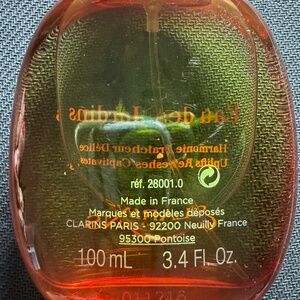 Eau des Jardins
Harmonie Fraîcheur Délice
Uplifts Refreshes Captivates
réf. 28001.0
Made in France
Marques et modèles déposés
CLARINS PARIS - 92200 Neuilly France
95300 Pontoise
100 mL 3.4 Fl. Oz.